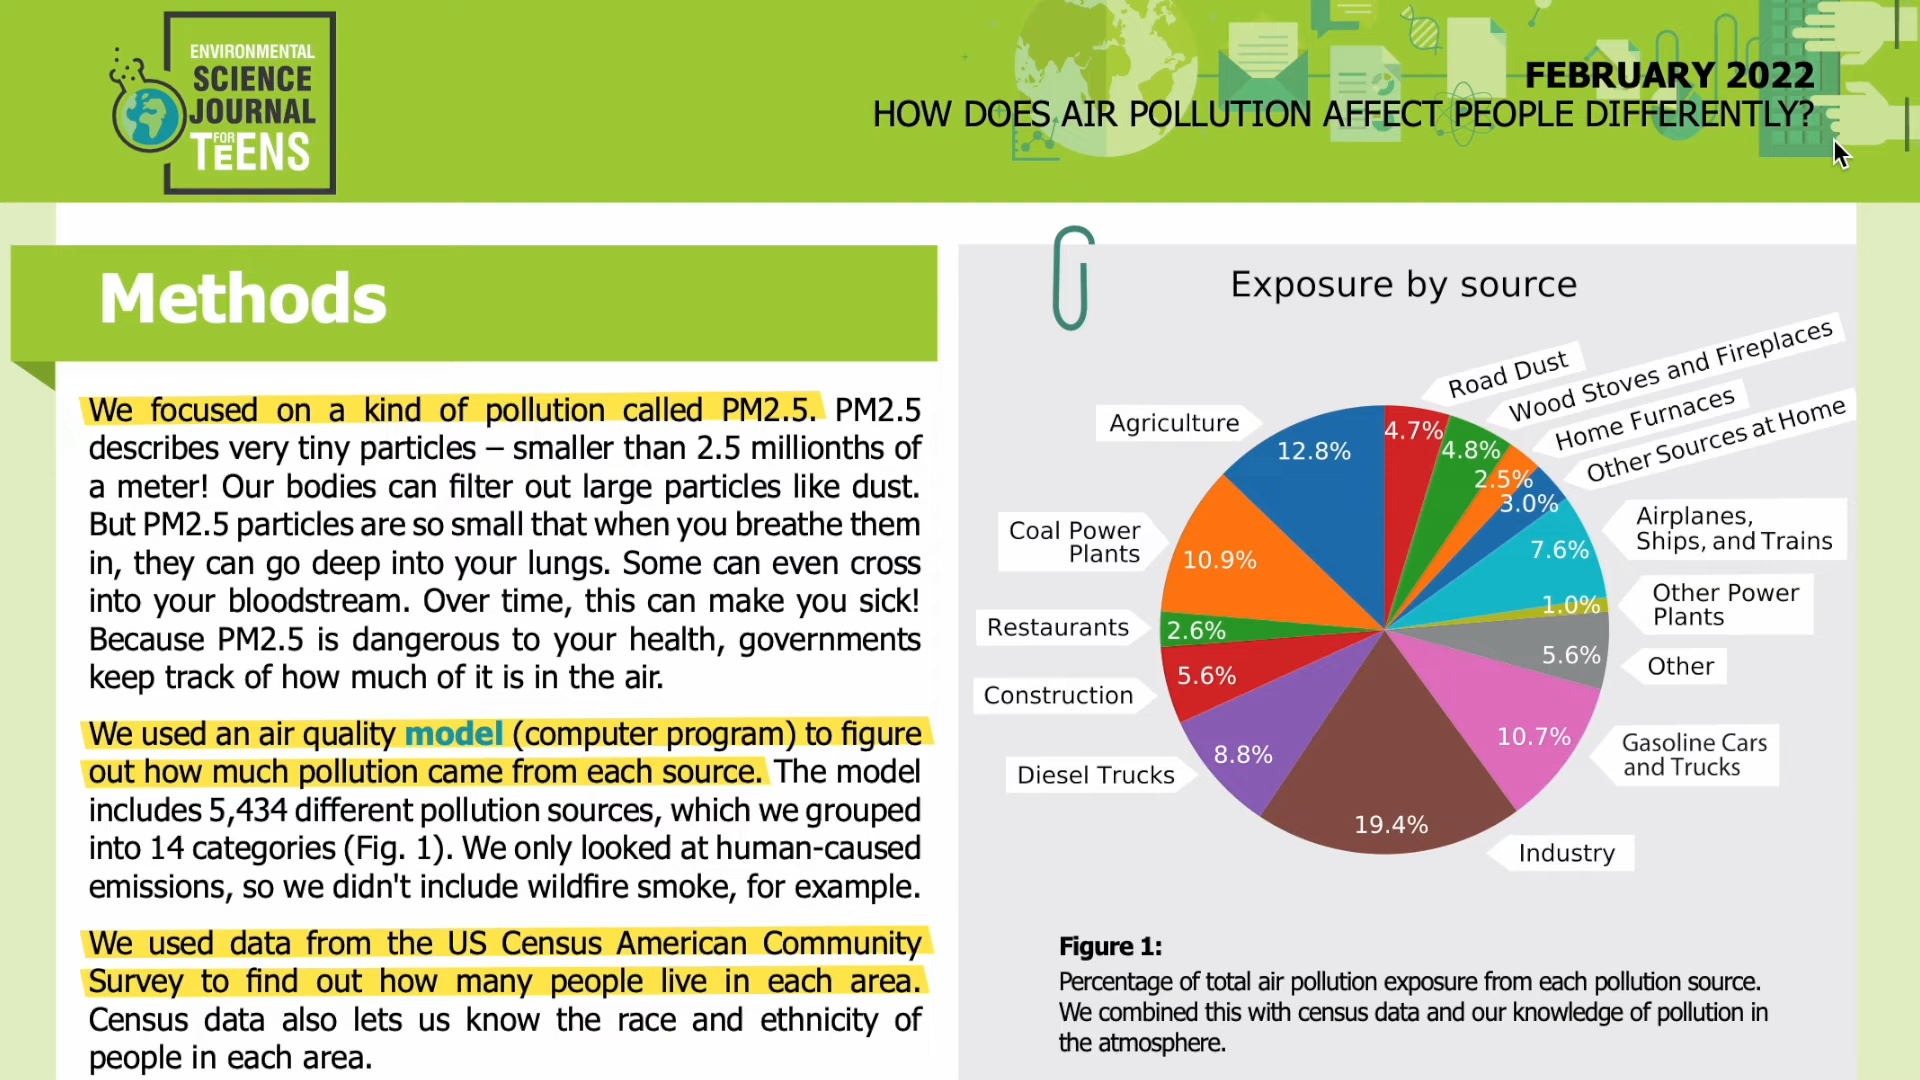 ENVIRONMENTAL
SCIENCE
JOURNAL
FOR
TEENS
FEBRUARY 2022
HOW DOES AIR POLLUTION AFFECT PEOPLE DIFFERENTLY?
Methods
We focused on a kind of pollution called PM2.5. PM2.5
describes very tiny particles – smaller than 2.5 millionths of
a meter! Our bodies can filter out large particles like dust.
But PM2.5 particles are so small that when you breathe them
in, they can go deep into your lungs. Some can even cross
into your bloodstream. Over time, this can make you sick!
Because PM2.5 is dangerous to your health, governments
keep track of how much of it is in the air.
We used an air quality model (computer program) to figure
out how much pollution came from each source. The model
includes 5,434 different pollution sources, which we grouped
into 14 categories (Fig. 1). We only looked at human-caused
emissions, so we didn't include wildfire smoke, for example.
We used data from the US Census American Community
Survey to find out how many people live in each area.
Census data also lets us know the race and ethnicity of
people in each area.
Exposure by source
Road Dust
4.7%
Wood Stoves and Fireplaces
4.8%
Home Furnaces
2.5%
Other Sources at Home
3.0%
Airplanes,
Ships, and Trains
7.6%
Other Power
Plants
1.0%
Other
5.6%
Gasoline Cars
and Trucks
10.7%
Industry
19.4%
Diesel Trucks
8.8%
Construction
5.6%
Restaurants
2.6%
Coal Power
Plants
10.9%
Agriculture
12.8%
Figure 1:
Percentage of total air pollution exposure from each pollution source.
We combined this with census data and our knowledge of pollution in
the atmosphere.